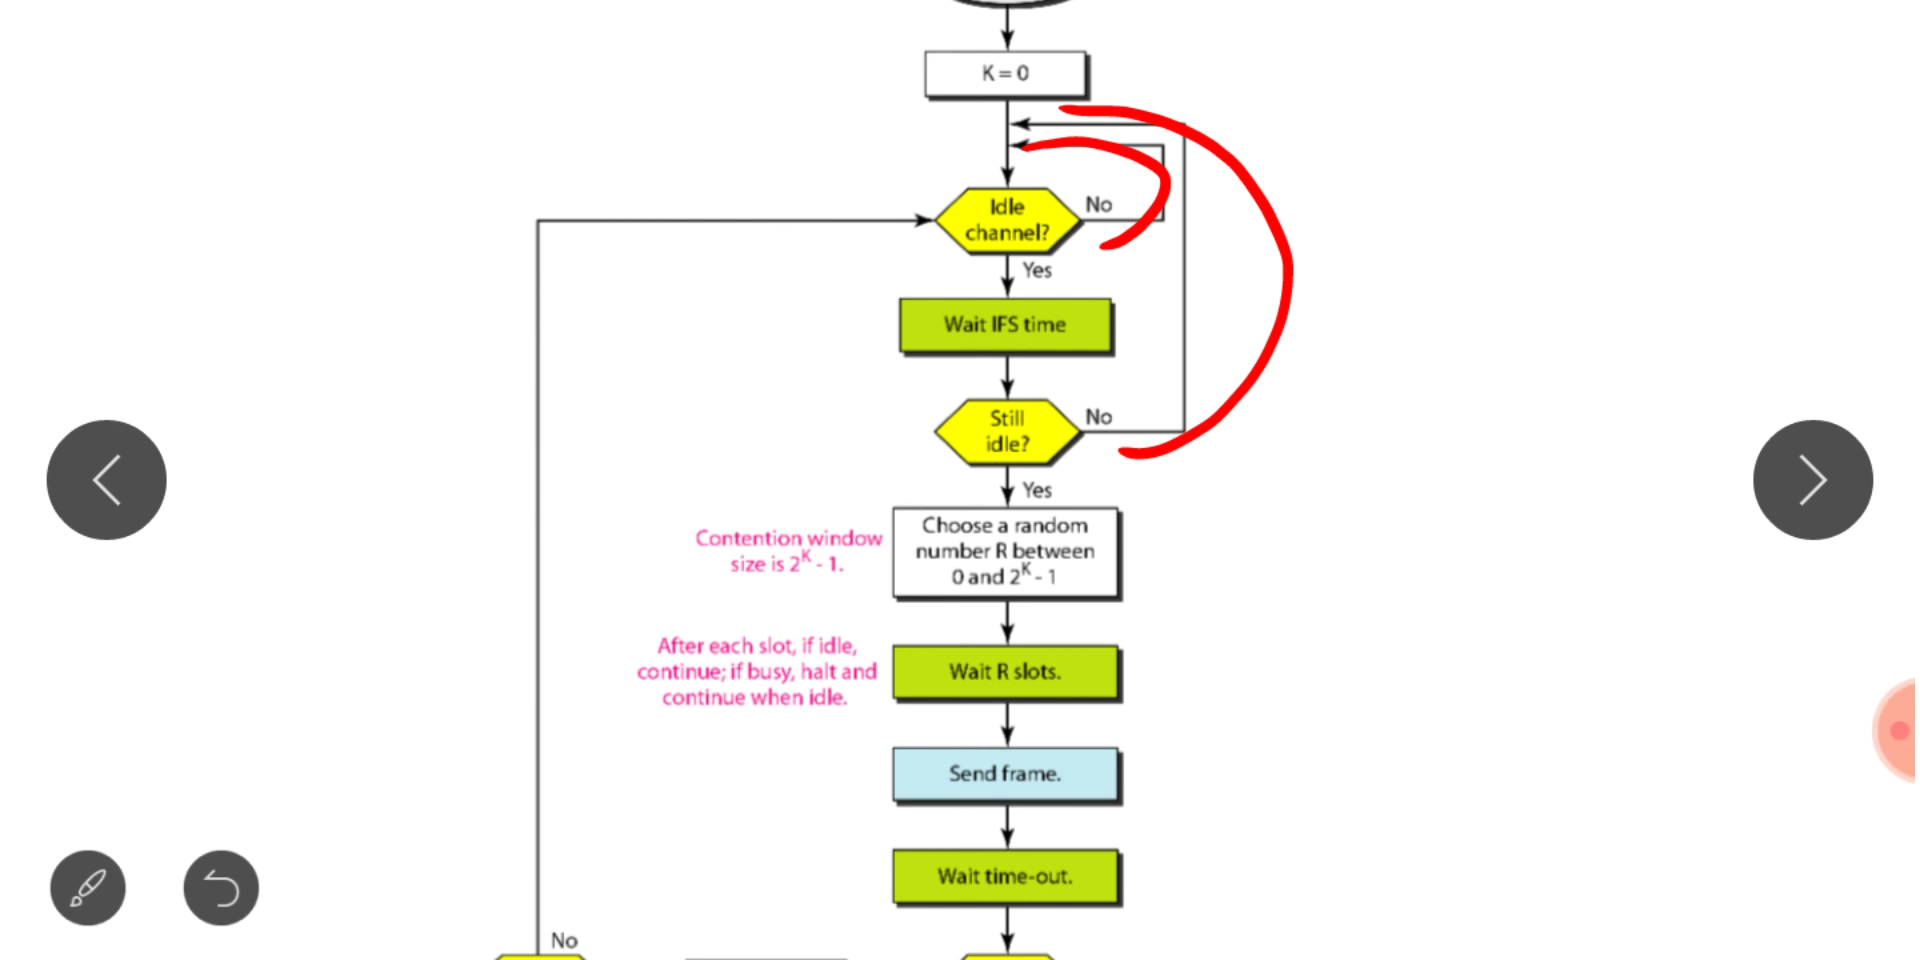 K = 0
Idle
channel?
No
Yes
Wait IFS time
Still
idle?
No
Yes
Contention window
size is 2^K - 1.
Choose a random
number R between
0 and 2^K - 1
After each slot, if idle,
continue; if busy, halt and
continue when idle.
Wait R slots.
Send frame.
Wait time-out.
No